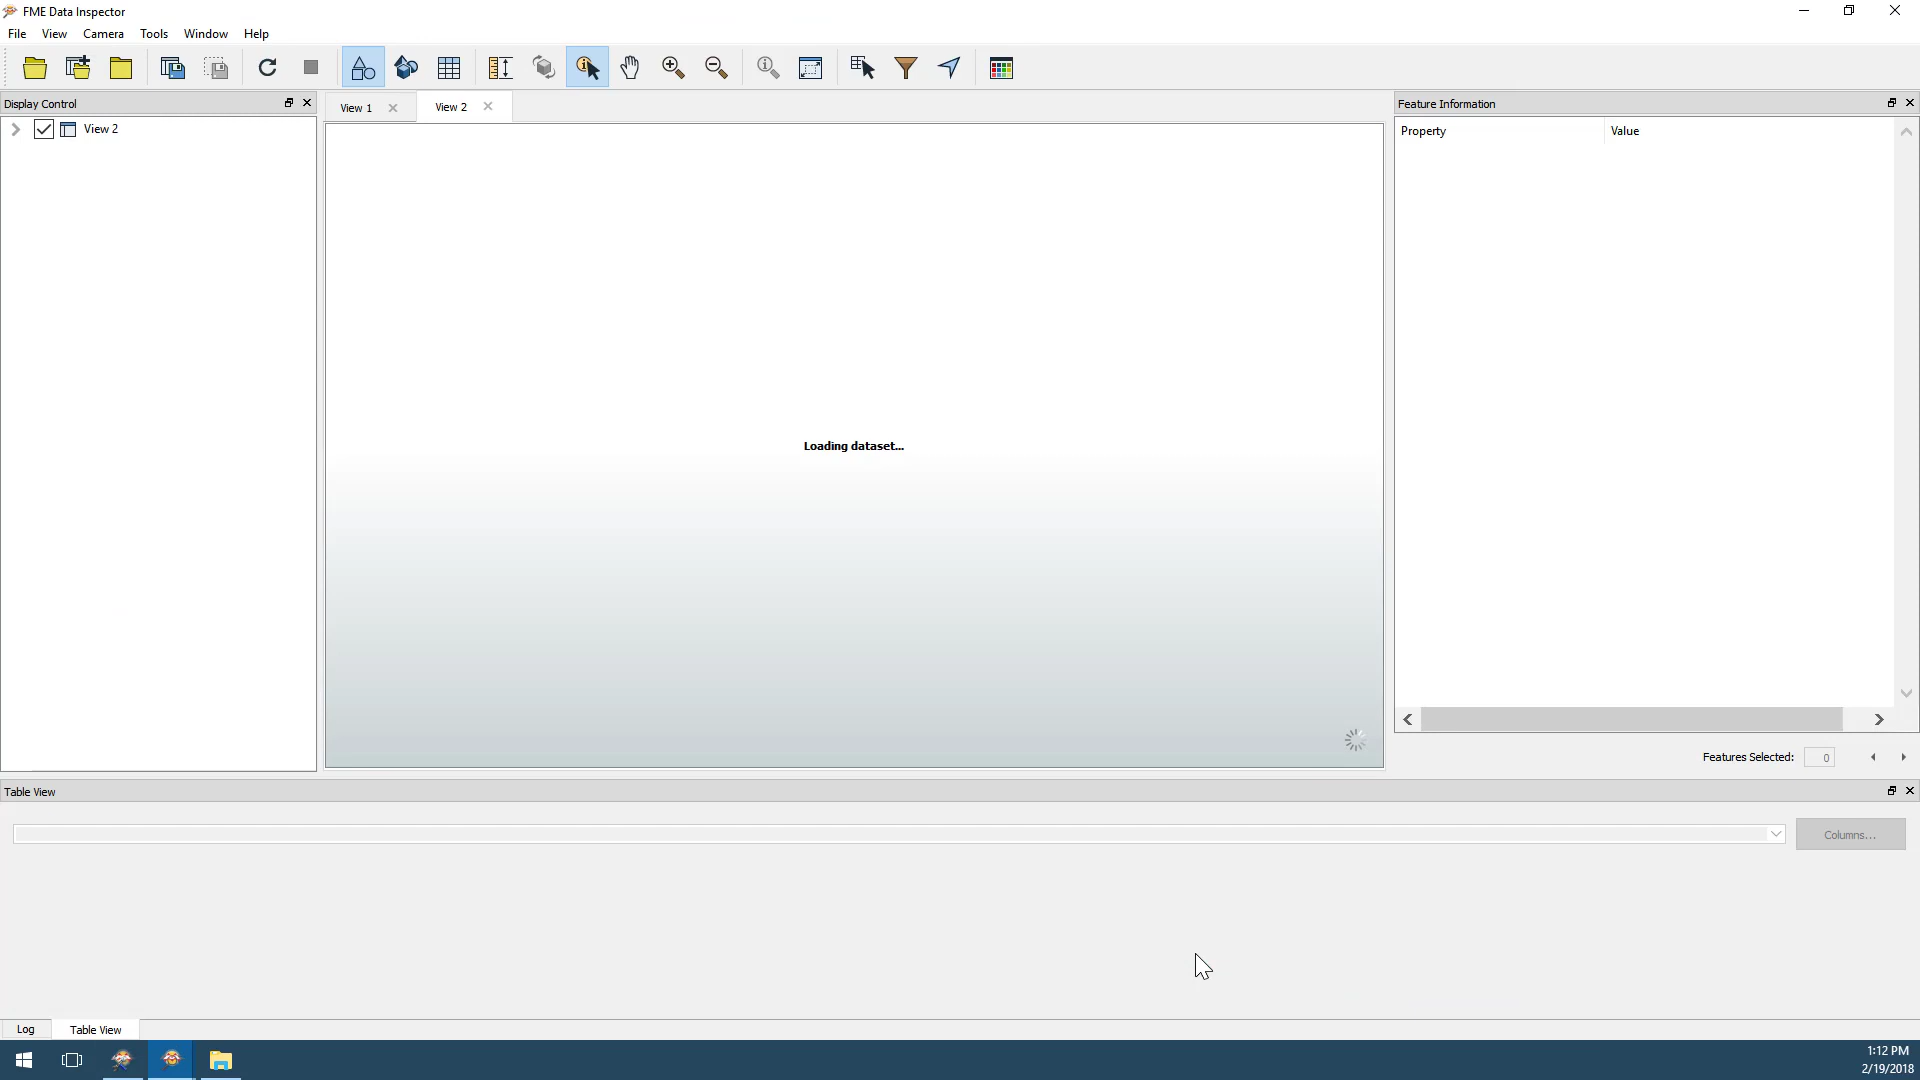 FME Data Inspector
File View Camera Tools Window Help
Display Control
View 1
View 2
Feature Information
View 2
Property Value
Loading dataset...
Features Selected: 0
Table View
Columns...
Log Table View
1:12 PM
2/19/2018